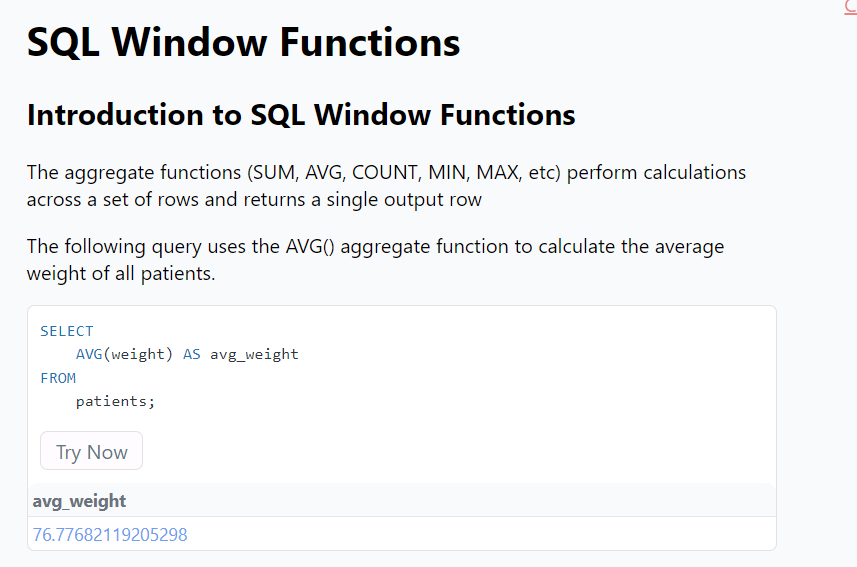 SQL Window Functions
Introduction to SQL Window Functions
The aggregate functions (SUM, AVG, COUNT, MIN, MAX, etc) perform calculations
across a set of rows and returns a single output row
The following query uses the AVG() aggregate function to calculate the average
weight of all patients.
SELECT
    AVG(weight) AS avg_weight
FROM
    patients;
Try Now
avg_weight
76.77682119205298